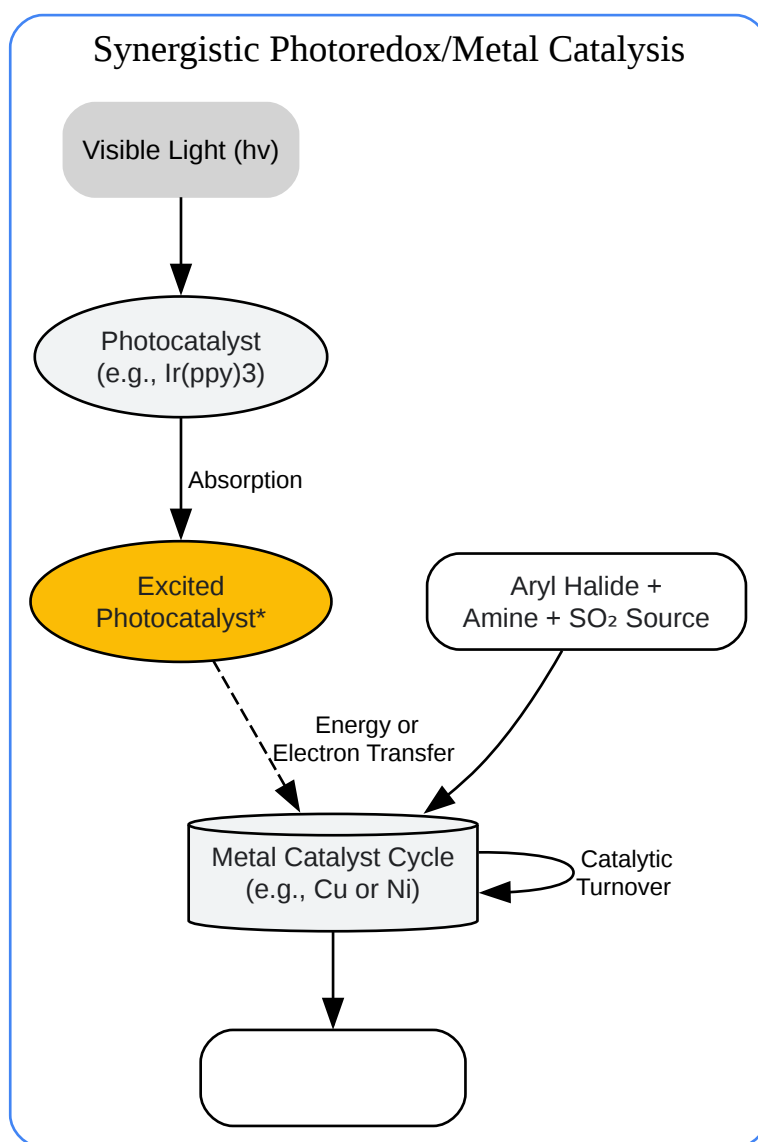 Synergistic Photoredox/Metal Catalysis
Visible Light (hv)
Photocatalyst
(e.g., Ir(ppy)3)
Absorption
Excited
Photocatalyst*
Aryl Halide +
Amine + SO₂ Source
Energy or
Electron Transfer
Metal Catalyst Cycle
(e.g., Cu or Ni)
Catalytic
Turnover